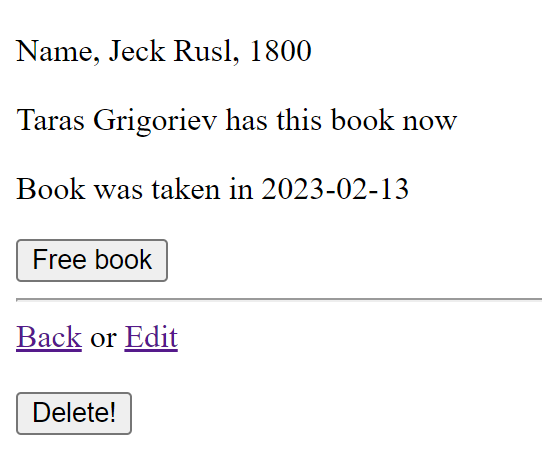 Name, Jeck Rusl, 1800
Taras Grigoriev has this book now
Book was taken in 2023-02-13
Free book
Back or Edit
Delete!